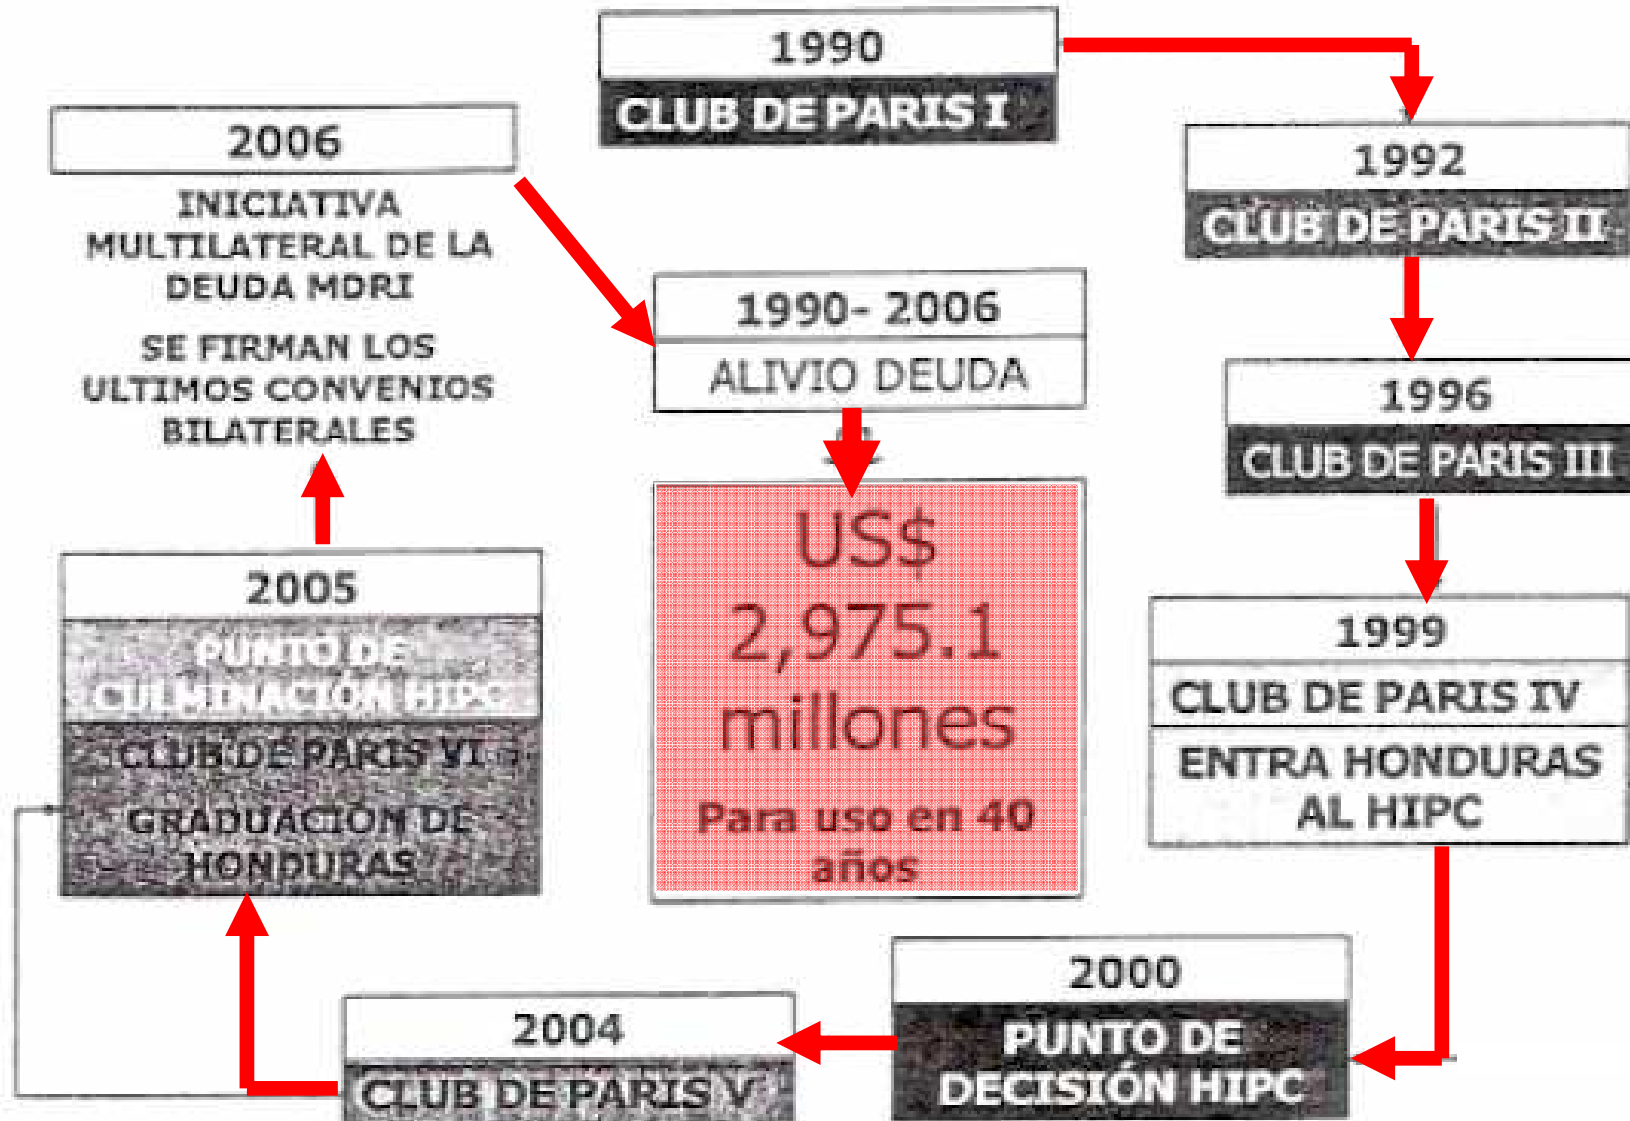 1990
CLUB DE PARIS I
1992
CLUB DE PARIS II
1996
CLUB DE PARIS III
1999
CLUB DE PARIS IV
ENTRA HONDURAS
AL HIPC
2000
PUNTO DE
DECISIÓN HIPC
2004
CLUB DE PARIS V
2005
PUNTO DE
CULMINACIÓN HIPC
CLUB DE PARIS VI
GRADUACIÓN DE
HONDURAS
2006
INICIATIVA
MULTILATERAL DE LA
DEUDA MDRI
SE FIRMAN LOS
ULTIMOS CONVENIOS
BILATERALES
1990- 2006
ALIVIO DEUDA
US$
2,975.1
millones
Para uso en 40
años